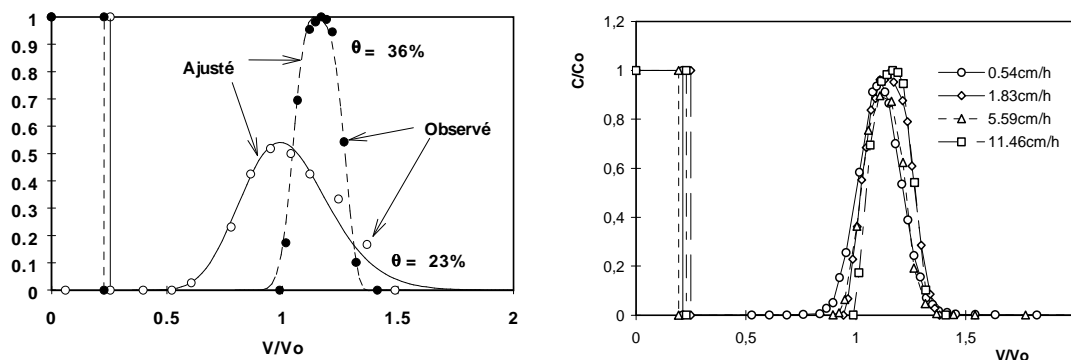 1
0.9
0.8
0.7
0.6
0.5
0.4
0.3
0.2
0.1
0
0 0.5 1 1.5 2
V/Vo
Ajusté
θ = 36%
Observé
θ = 23%
C/Co
1,2
1
0,8
0,6
0,4
0,2
0
0 0,5 1 1,5
V/Vo
0.54cm/h
1.83cm/h
5.59cm/h
11.46cm/h